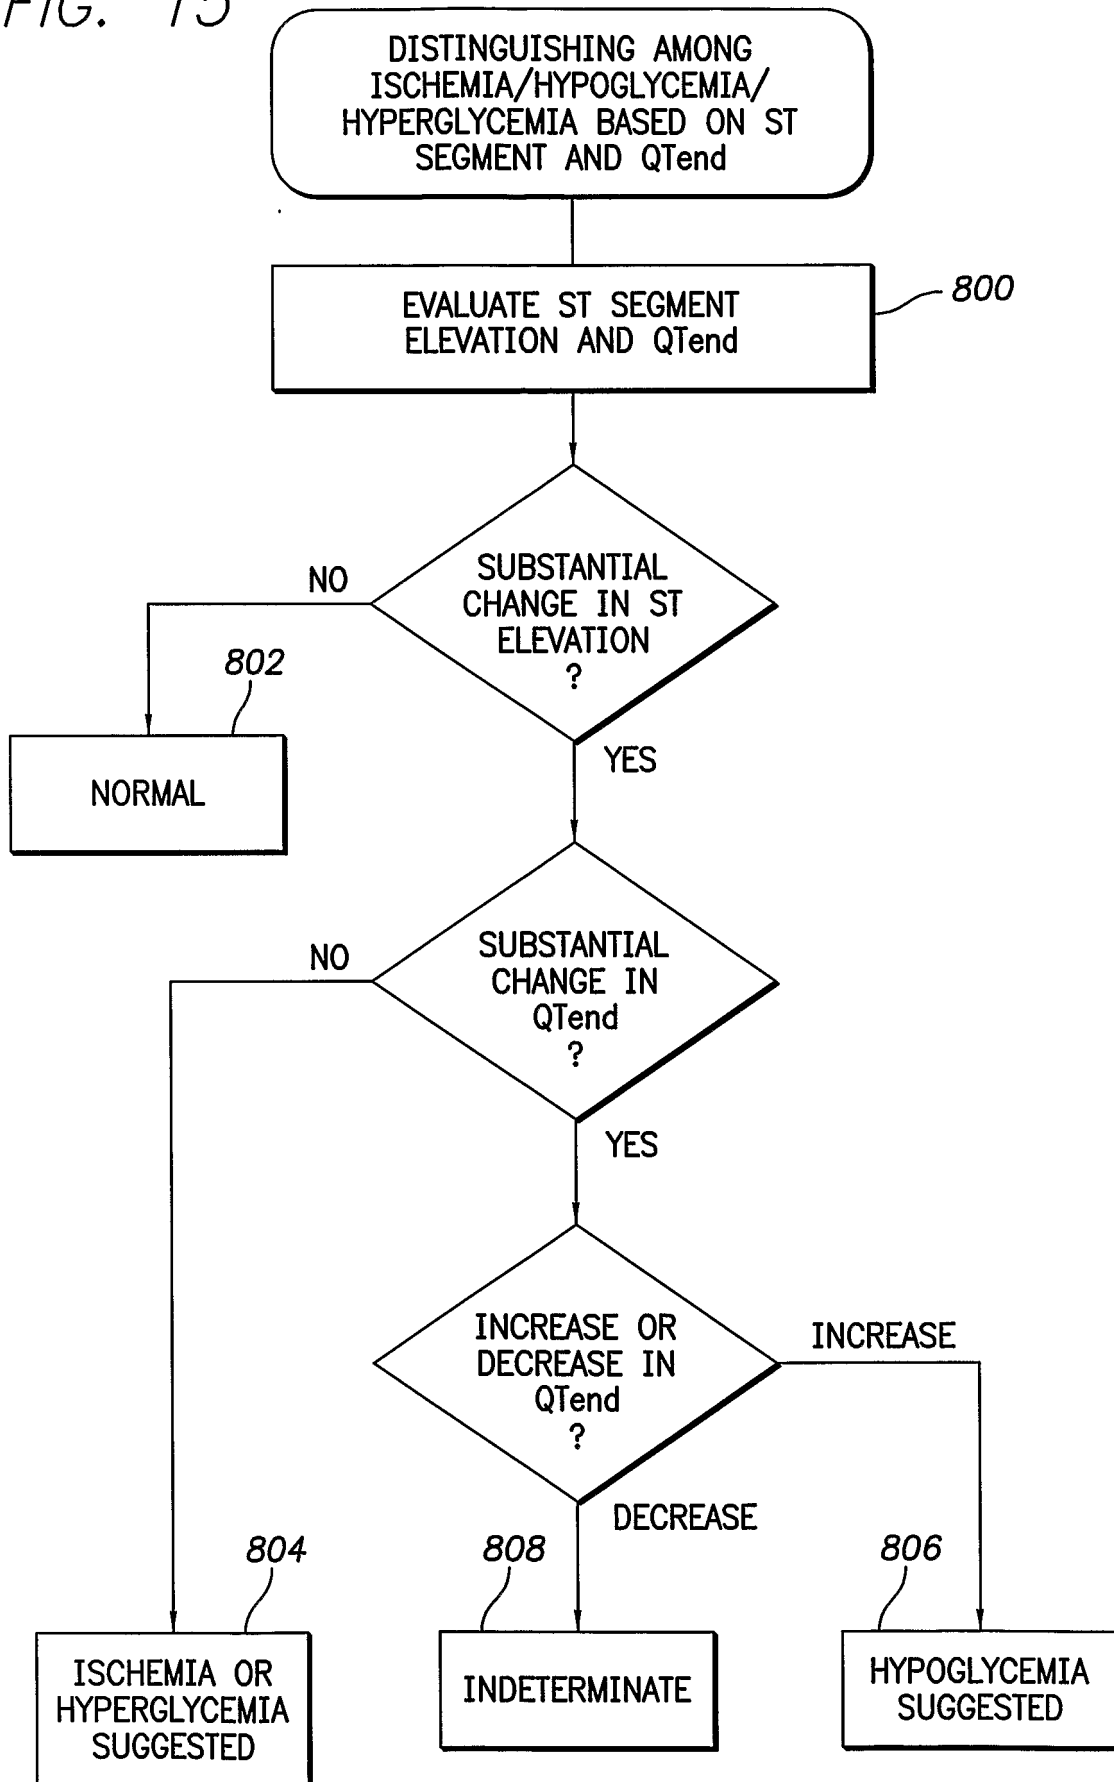 FIG. 15
DISTINGUISHING AMONG
ISCHEMIA/HYPOGLYCEMIA/
HYPERGLYCEMIA BASED ON ST
SEGMENT AND QTend
EVALUATE ST SEGMENT
ELEVATION AND QTend
800
SUBSTANTIAL
CHANGE IN ST
ELEVATION
?
NO
802
NORMAL
YES
SUBSTANTIAL
CHANGE IN
QTend
?
NO
YES
INCREASE OR
DECREASE IN
QTend
?
INCREASE
DECREASE
804
ISCHEMIA OR
HYPERGLYCEMIA
SUGGESTED
808
INDETERMINATE
806
HYPOGLYCEMIA
SUGGESTED